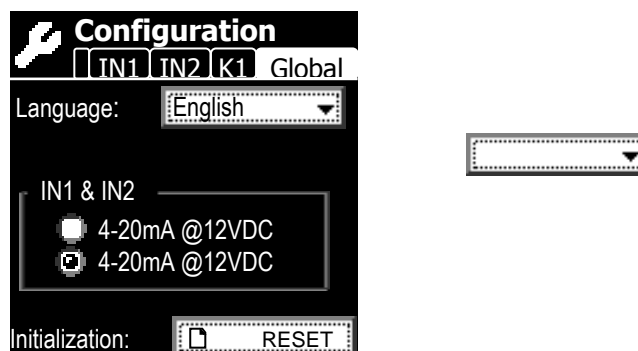 Configuration
IN1 IN2 K1 Global
Language: English
IN1 & IN2
4-20mA @12VDC
4-20mA @12VDC
Initialization: RESET